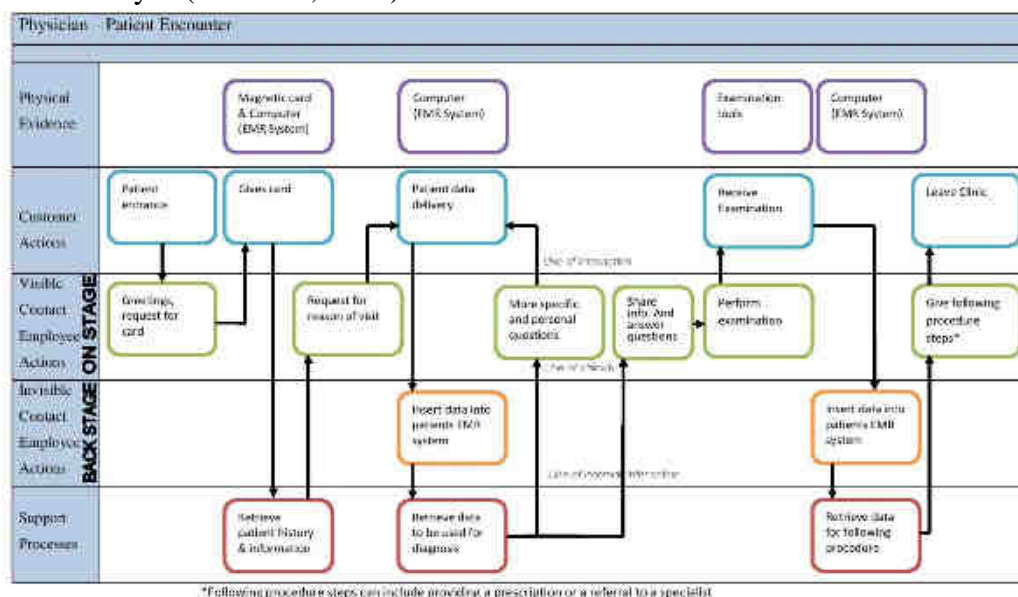 Physician Patient Encounter
Physical
Evidence
Magnetic card
& Computer
(EMR System)
Computer
(EMR System)
Examination
tools
Computer
(EMR System)
Customer
Actions
Patient
entrance
Gives card
Patient data
delivery
Receive
Examination
Leave Clinic
Line of interaction
Visible
Contact
Employee
Actions
ON STAGE
Greetings,
request for
card
Request for
reason of visit
More specific
and personal
questions
Share
info. And
answer
questions
Perform
examination
Give following
procedure
steps*
Line of
Invisible
Contact
Employee
Actions
BACK STAGE
Insert data into
patients EMR
system
Insert data into
patients EMR
system
Line of internal interaction
Support
Processes
Retrieve
patient history
& information
Retrieve data
to be used for
diagnosis
Retrieve data
for following
procedure
*Following procedure steps can include providing a prescription or a referral to a specialist